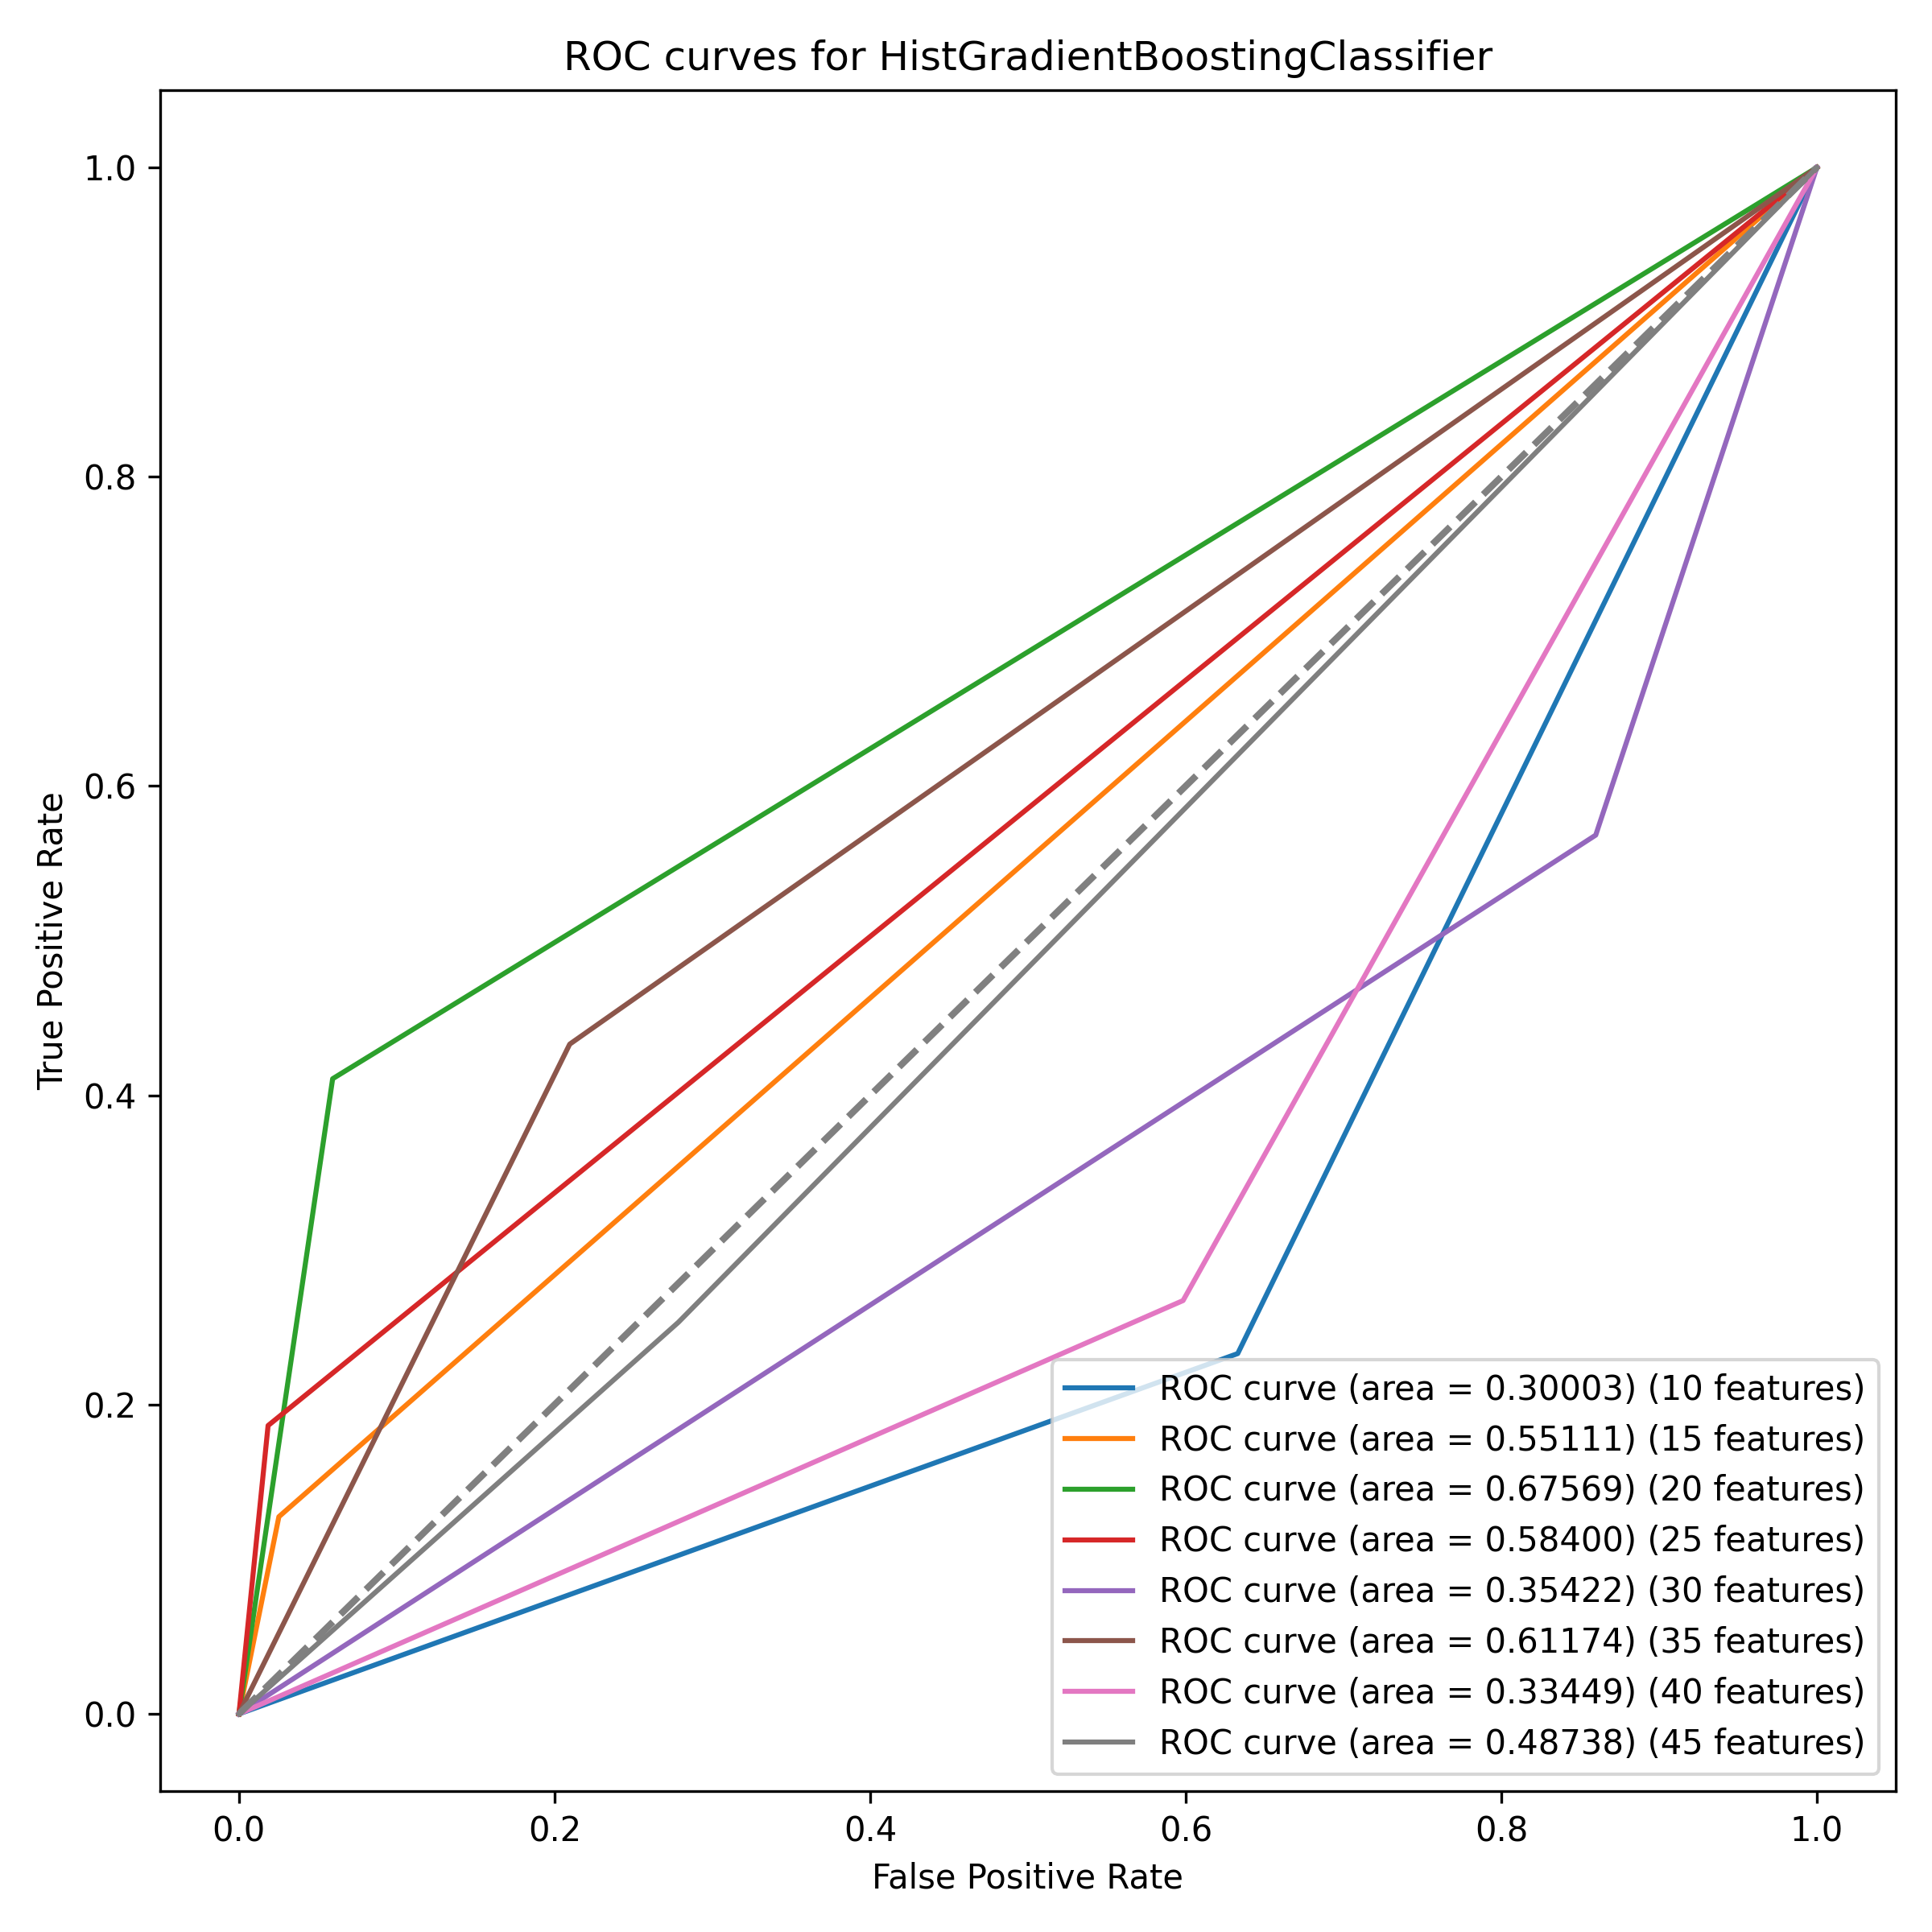 ROC curves for HistGradientBoostingClassifier
True Positive Rate
1.0
0.8
0.6
0.4
0.2
0.0
ROC curve (area = 0.30003) (10 features)
ROC curve (area = 0.55111) (15 features)
ROC curve (area = 0.67569) (20 features)
ROC curve (area = 0.58400) (25 features)
ROC curve (area = 0.35422) (30 features)
ROC curve (area = 0.61174) (35 features)
ROC curve (area = 0.33449) (40 features)
ROC curve (area = 0.48738) (45 features)
0.0 0.2 0.4 0.6 0.8 1.0
False Positive Rate